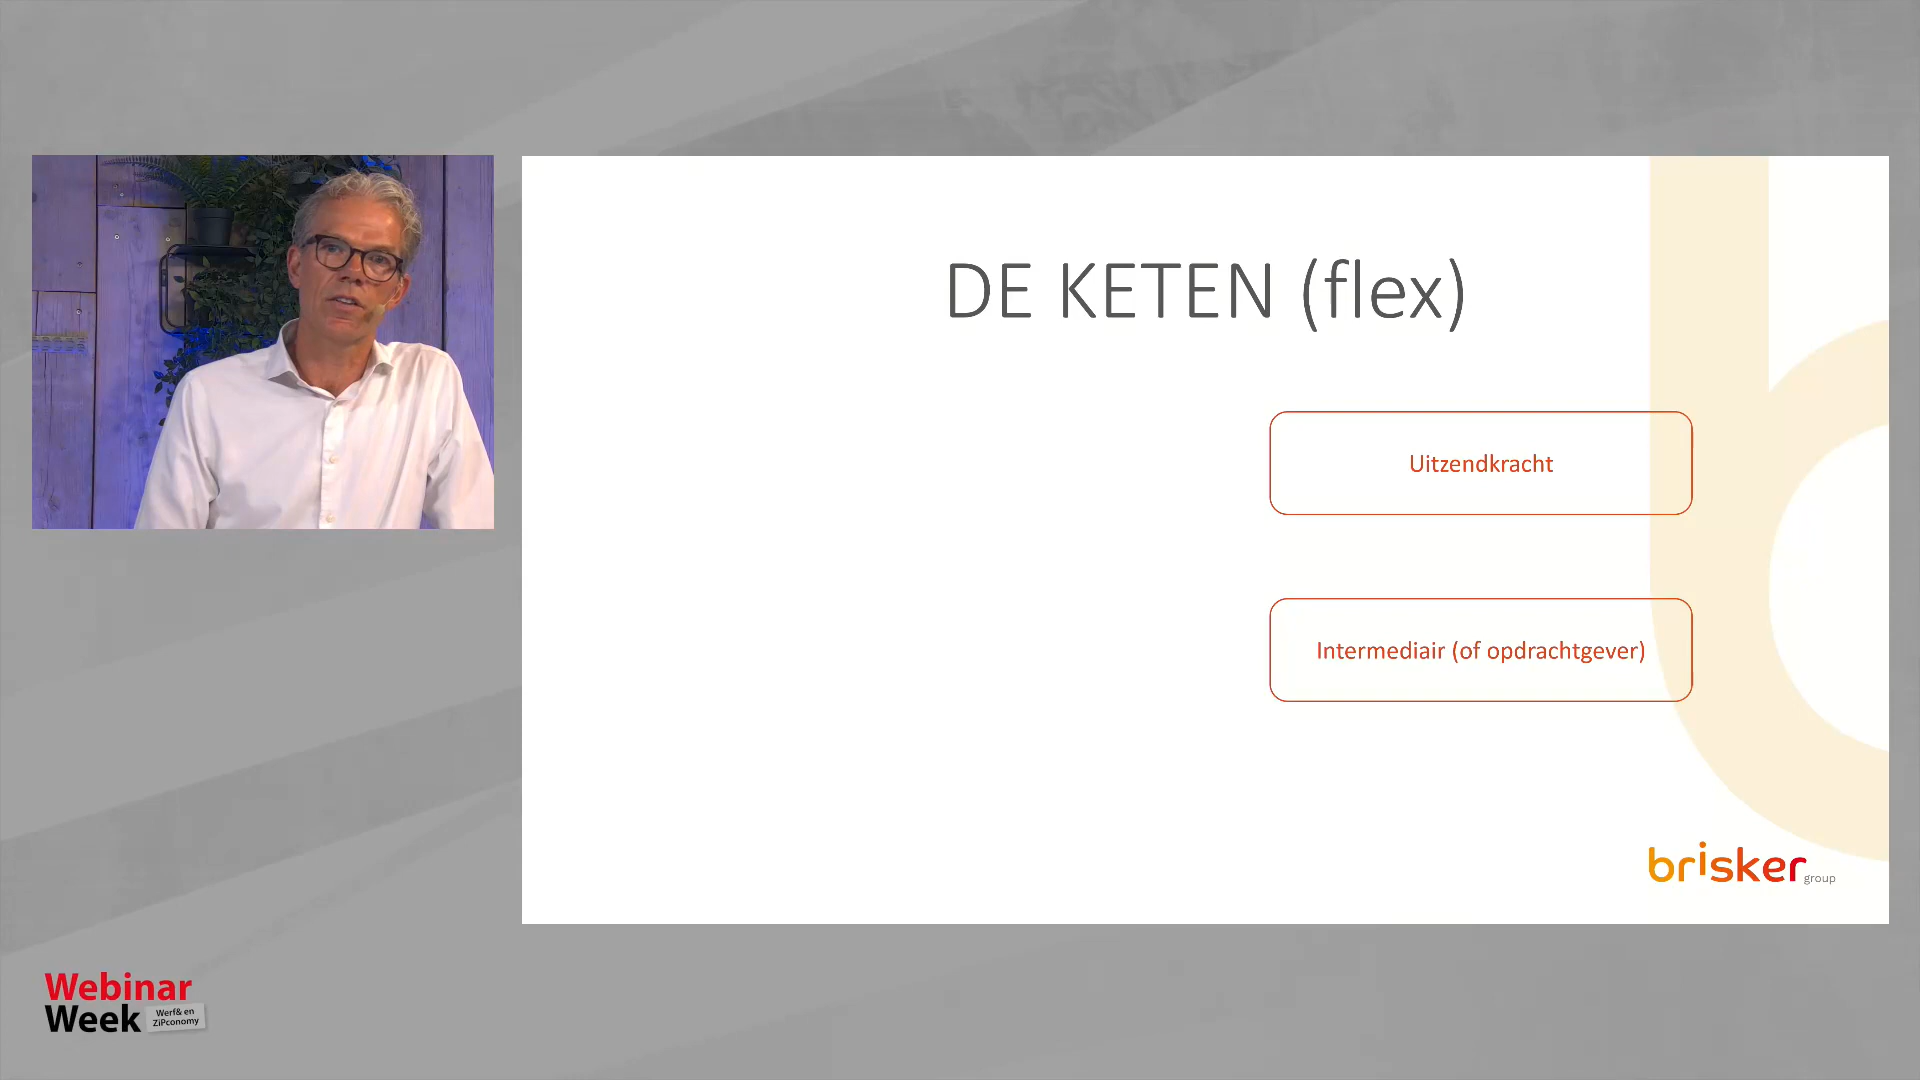 DE KETEN (flex)
Uitzendkracht
Intermediair (of opdrachtgever)
brisker group
Webinar
Week
Werf& en
ZiPconomy